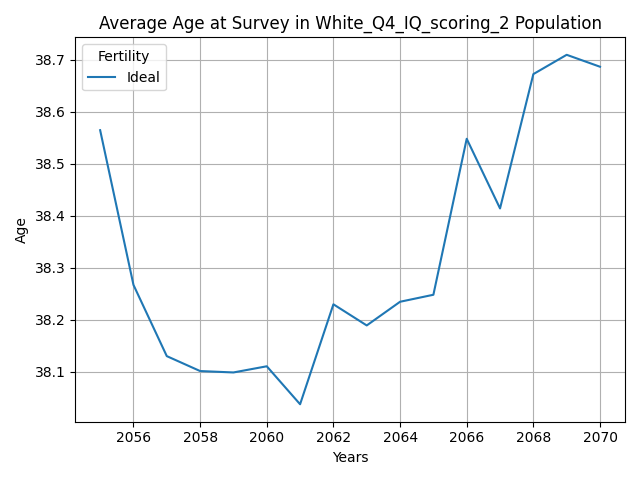 Average Age at Survey in White_Q4_IQ_scoring_2 Population
Fertility
Ideal
38.7
38.6
38.5
38.4
38.3
38.2
38.1
Age
2056 2058 2060 2062 2064 2066 2068 2070
Years